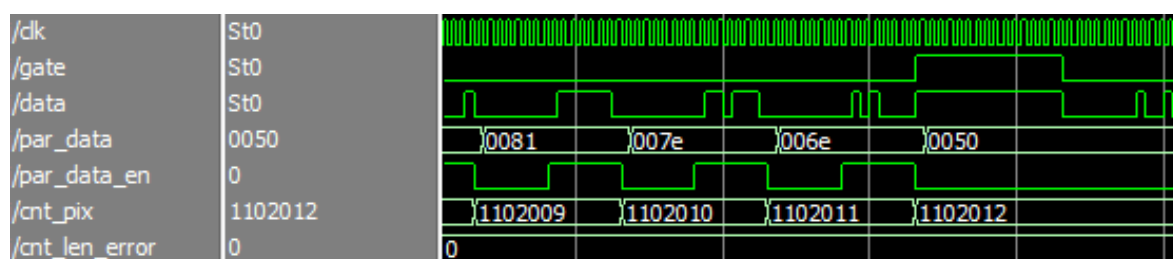 /clk St0
/gate St0
/data St0
/par_data 0050 0081 007e 006e 0050
/par_data_en 0
/cnt_pix 1102012 1102009 1102010 1102011 1102012
/cnt_len_error 0 0